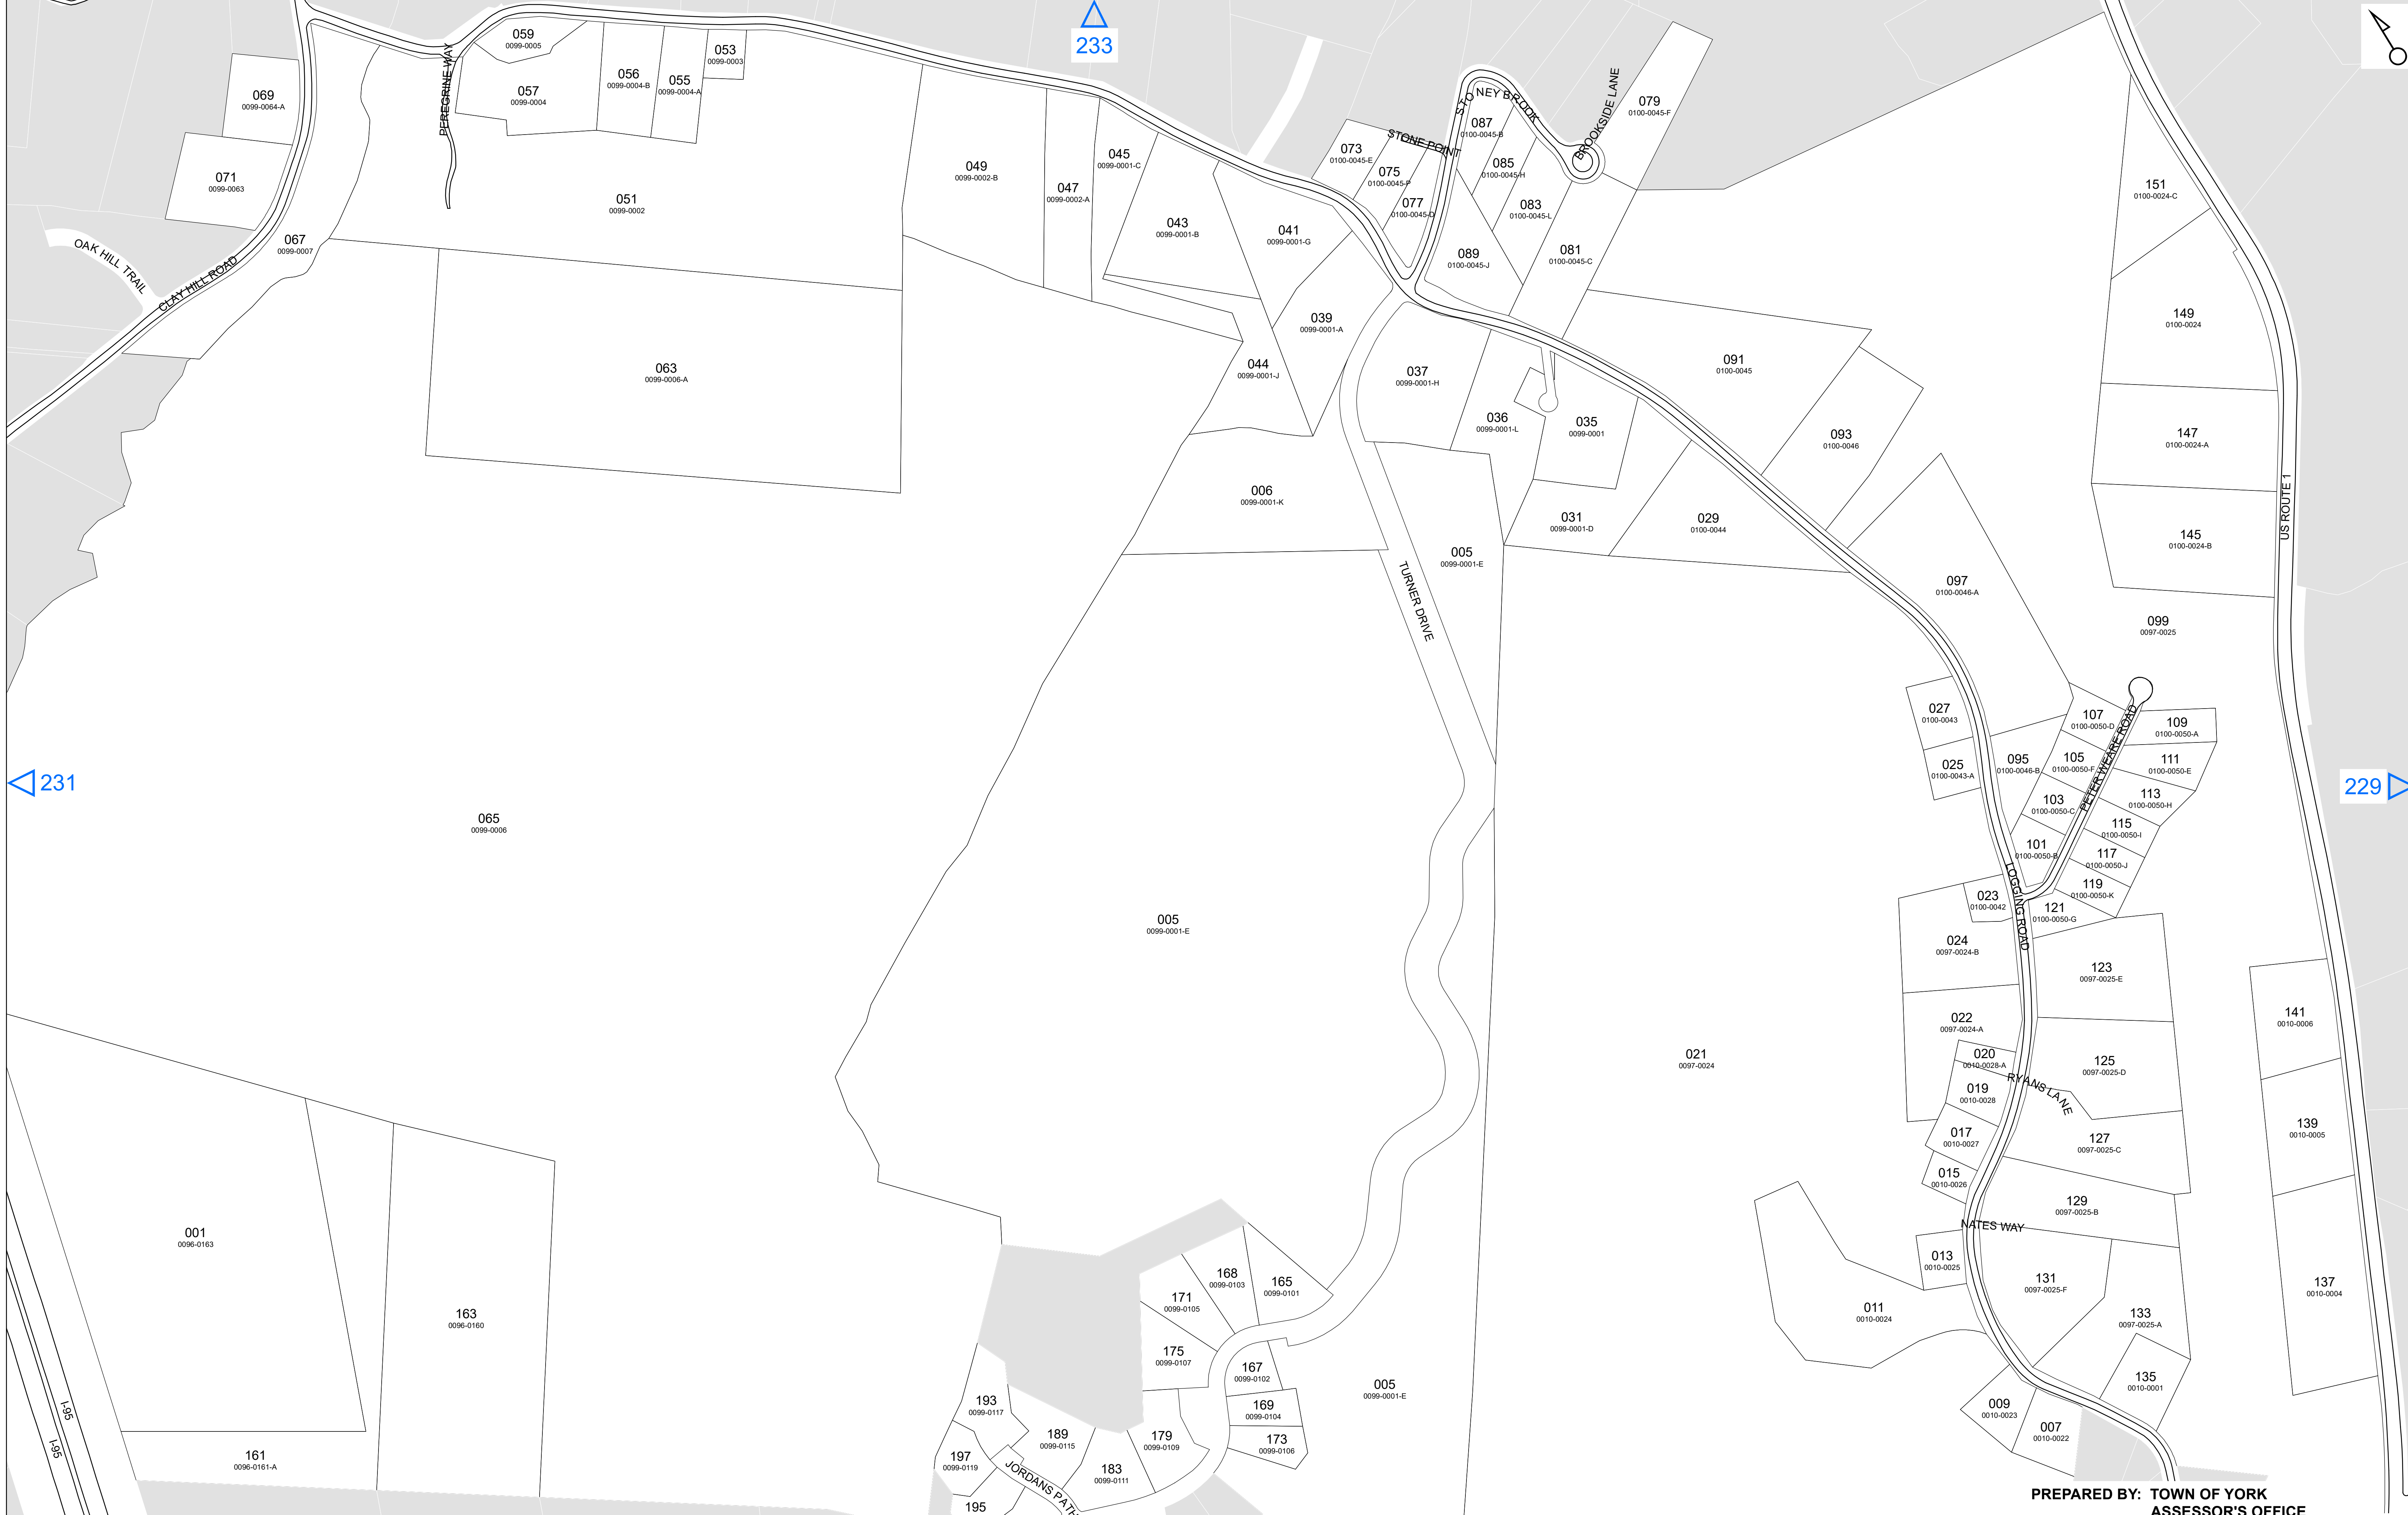 233
059
0099-0005
053
0099-0003
056
0099-0004-B
055
0099-0004-A
057
0099-0004
PEREGRINE WAY
069
0099-0064-A
071
0099-0063
OAK HILL TRAIL
CLAY HILL ROAD
067
0099-0007
051
0099-0002
049
0099-0002-B
047
0099-0002-A
045
0099-0001-C
043
0099-0001-B
041
0099-0001-G
039
0099-0001-A
044
0099-0001-J
063
0099-0006-A
073
0100-0045-E
075
0100-0045-P
077
0100-0045-D
STONE POINT
STONEY BROOK
BROOKSIDE LANE
079
0100-0045-F
087
0100-0045-B
085
0100-0045-H
083
0100-0045-L
081
0100-0045-C
089
0100-0045-J
037
0099-0001-H
036
0099-0001-L
035
0099-0001
091
0100-0045
093
0100-0046
006
0099-0001-K
005
0099-0001-E
031
0099-0001-D
029
0100-0044
TURNER DRIVE
151
0100-0024-C
149
0100-0024
147
0100-0024-A
145
0100-0024-B
US ROUTE 1
097
0100-0046-A
099
0097-0025
231
229
065
0099-0006
005
0099-0001-E
021
0097-0024
027
0100-0043
025
0100-0043-A
095
0100-0046-B
107
0100-0050-D
105
0100-0050-F
103
0100-0050-C
101
0100-0050-B
PETER WEARE ROAD
109
0100-0050-A
111
0100-0050-E
113
0100-0050-H
115
0100-0050-I
117
0100-0050-J
119
0100-0050-K
121
0100-0050-G
LOGGING ROAD
023
0100-0042
024
0097-0024-B
022
0097-0024-A
020
0010-0028-A
019
0010-0028
017
0010-0027
015
0010-0026
013
0010-0025
011
0010-0024
009
0010-0023
007
0010-0022
123
0097-0025-E
125
0097-0025-D
RYANS LANE
127
0097-0025-C
129
0097-0025-B
NATES WAY
131
0097-0025-F
133
0097-0025-A
135
0010-0001
141
0010-0006
139
0010-0005
137
0010-0004
001
0096-0163
163
0096-0160
161
0096-0161-A
I-95
I-95
165
0099-0101
168
0099-0103
171
0099-0105
175
0099-0107
167
0099-0102
169
0099-0104
173
0099-0106
005
0099-0001-E
179
0099-0109
183
0099-0111
189
0099-0115
193
0099-0117
197
0099-0119
195
JORDANS PATH
PREPARED BY: TOWN OF YORK
ASSESSOR'S OFFICE